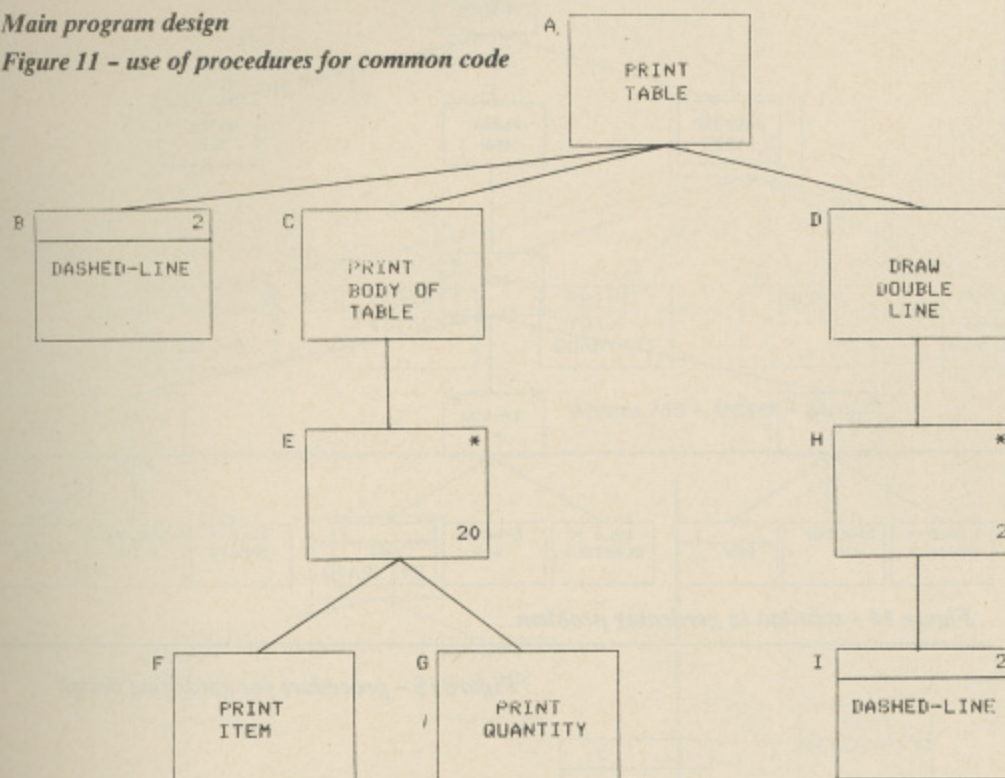 Main program design
Figure 11 – use of procedures for common code
A
PRINT
TABLE
B
2
DASHED-LINE
C
PRINT
BODY OF
TABLE
D
DRAW
DOUBLE
LINE
E
*
20
H
*
2
F
PRINT
ITEM
G
PRINT
QUANTITY
I
2
DASHED-LINE